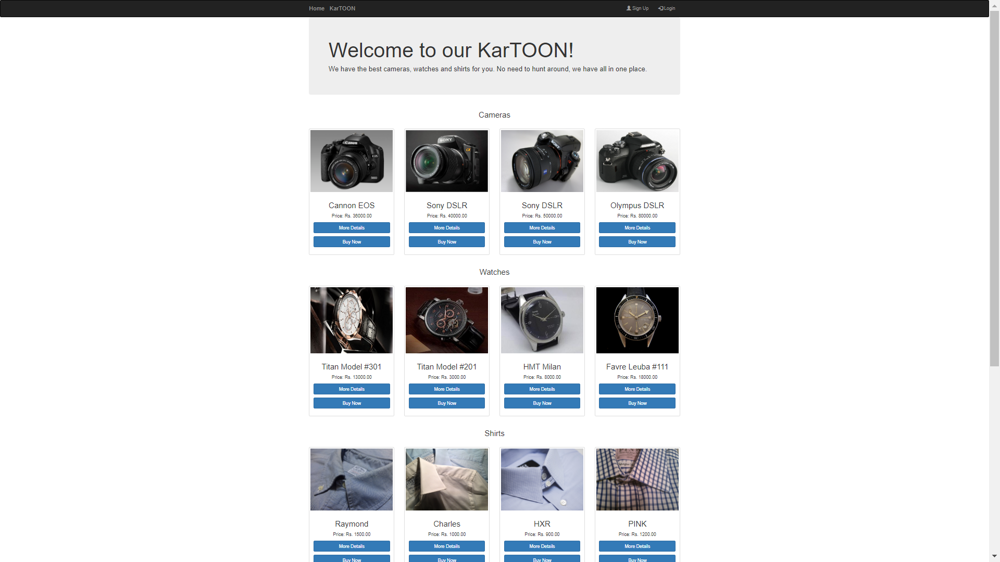 Home KarTOON Sign Up Login
Welcome to our KarTOON!
We have the best cameras, watches and shirts for you. No need to hunt around, we have all in one place.
Cameras
Canon
EOS
500D
SONY
α
SONY
α
OLYMPUS
Cannon EOS
Price: Rs. 36000.00
More Details
Buy Now
Sony DSLR
Price: Rs. 40000.00
More Details
Buy Now
Sony DSLR
Price: Rs. 50000.00
More Details
Buy Now
Olympus DSLR
Price: Rs. 80000.00
More Details
Buy Now
Watches
Titan Model #301
Price: Rs. 13000.00
More Details
Buy Now
Titan Model #201
Price: Rs. 3000.00
More Details
Buy Now
HMT Milan
Price: Rs. 8000.00
More Details
Buy Now
Favre Leuba #111
Price: Rs. 18000.00
More Details
Buy Now
Shirts
Raymond
Price: Rs. 1500.00
More Details
Buy Now
Charles
Price: Rs. 1000.00
More Details
Buy Now
HXR
Price: Rs. 900.00
More Details
Buy Now
PINK
Price: Rs. 1200.00
More Details
Buy Now